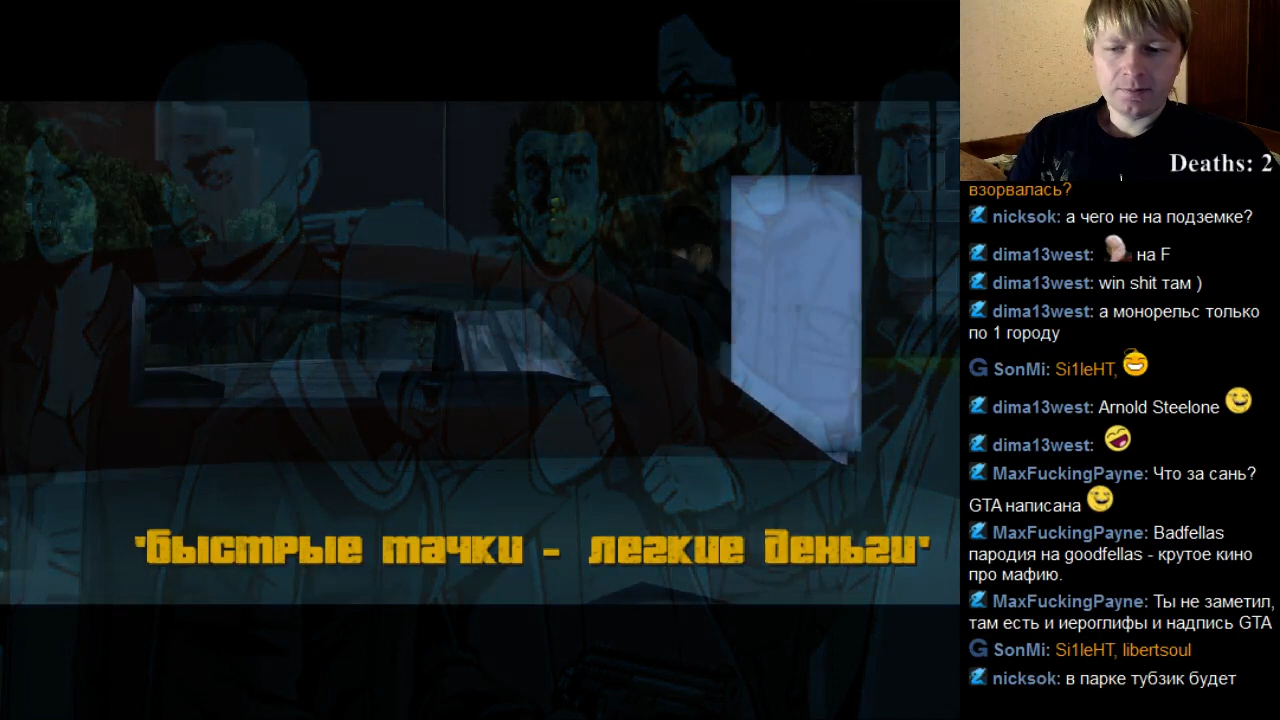 "быстрые тачки - легкие деньги"
Deaths: 2
взорвалась?
nicksok: а чего не на подземке?
dima13west: на F
dima13west: win shit там )
dima13west: а монорельс только
по 1 городу
SonMi: Si1leHT,
dima13west: Arnold Steelone
dima13west:
MaxFuckingPayne: Что за сань?
GTA написана
MaxFuckingPayne: Badfellas
пародия на goodfellas - крутое кино
про мафию.
MaxFuckingPayne: Ты не заметил,
там есть и иероглифы и надпись GTA
SonMi: Si1leHT, libertsoul
nicksok: в парке тубзик будет